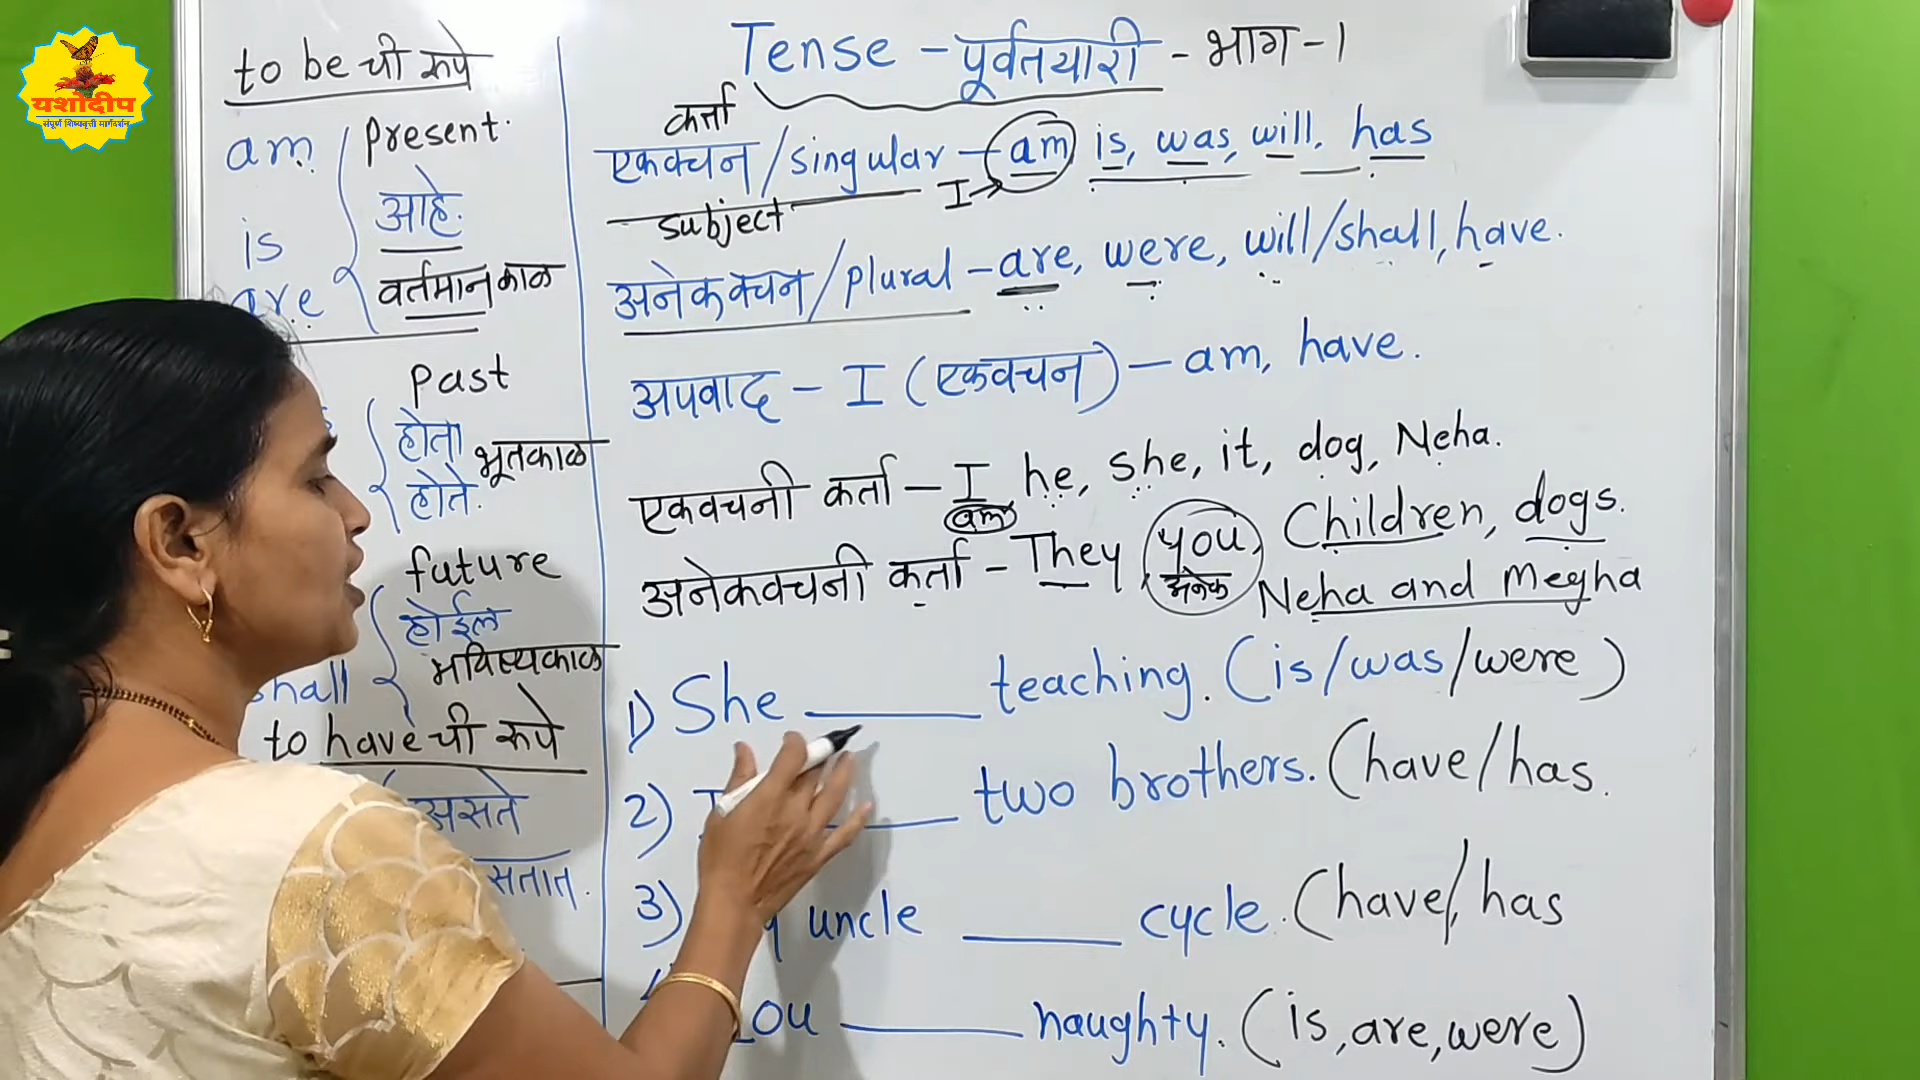 यशोदीप
संपूर्ण शिष्यवृत्ती मार्गदर्शन
to be ची रूपे
am
is
are
Present.
आहे.
वर्तमानकाळ
Past
होता
होते.
भूतकाळ
future
होईल
भविष्यकाळ
shall
to have ची रूपे
असते
Tense - पूर्वतयारी - भाग - 1
कर्ता
एकवचन / singular - am is, was, will, has
I →
subject
अनेकवचन / plural - are, were, will/shall, have.
अपवाद - I (एकवचन) - am, have.
एकवचनी कर्ता - I he, she, it, dog, Neha.
am
अनेकवचनी कर्ता - They, you, Children, dogs.
अनेक
Neha and Megha
1) She ____ teaching. (is/was/were)
2) ____ two brothers. (have/has.
3) uncle ____ cycle. (have/, has
You ____ naughty. (is, are, were)